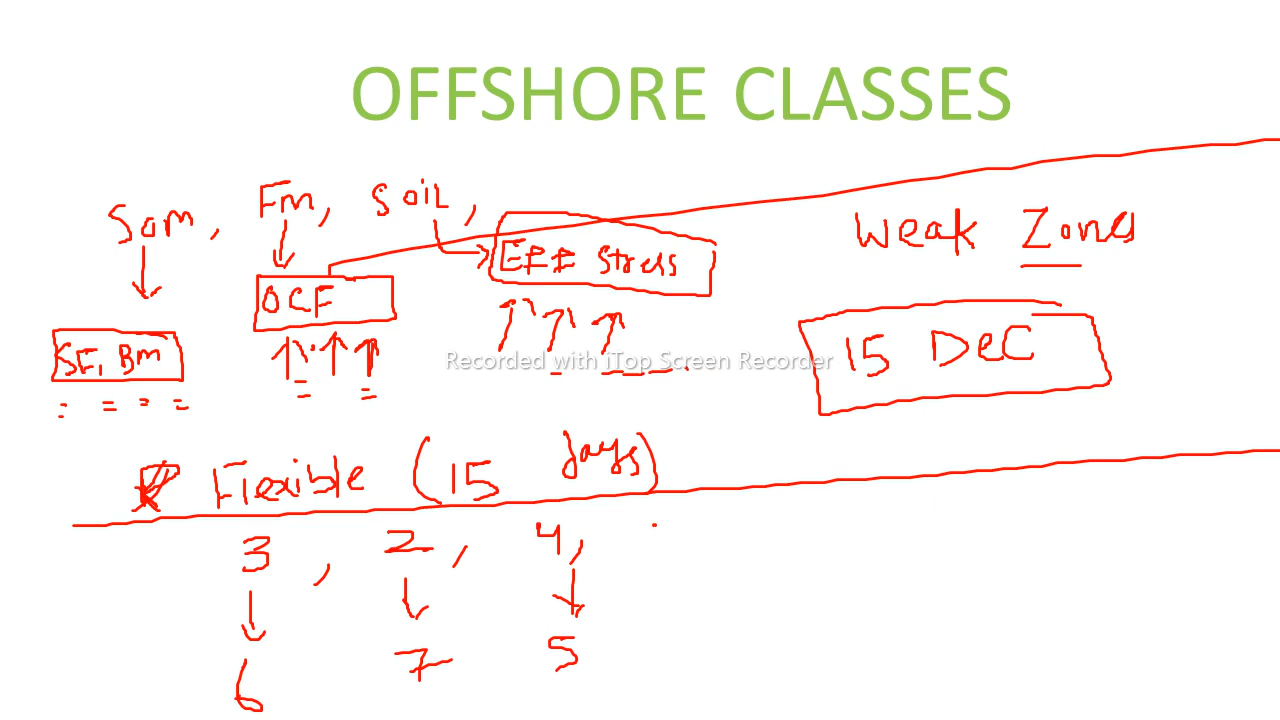 OFFSHORE CLASSES
Som, Fm, Soil,
Weak Zones
OCF
Eff Stress
SF, Bm
15 DeC
Recorded with iTop Screen Recorder
Flexible (15 days)
3, 2, 4,
6 7 5